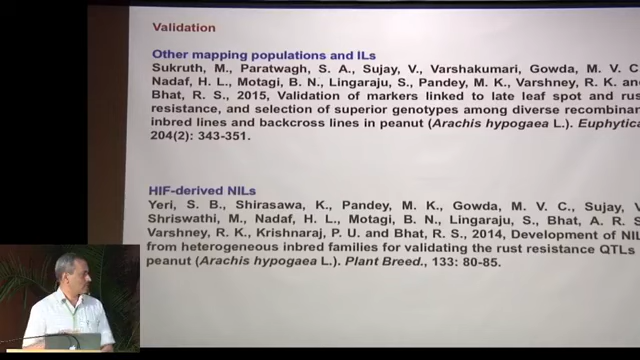 Validation
Other mapping populations and ILs
Sukruth, M., Paratwagh, S. A., Sujay, V., Varshakumari, Gowda, M. V. C
Nadaf, H. L., Motagi, B. N., Lingaraju, S., Pandey, M. K., Varshney, R. K. and
Bhat, R. S., 2015, Validation of markers linked to late leaf spot and rus
resistance, and selection of superior genotypes among diverse recombinan
inbred lines and backcross lines in peanut (Arachis hypogaea L.). Euphytica
204(2): 343-351.
HIF-derived NILs
Yeri, S. B., Shirasawa, K., Pandey, M. K., Gowda, M. V. C., Sujay, V
Shriswathi, M., Nadaf, H. L., Motagi, B. N., Lingaraju, S., Bhat, A. R. S
Varshney, R. K., Krishnaraj, P. U. and Bhat, R. S., 2014, Development of NIL
from heterogeneous inbred families for validating the rust resistance QTLs
peanut (Arachis hypogaea L.). Plant Breed., 133: 80-85.